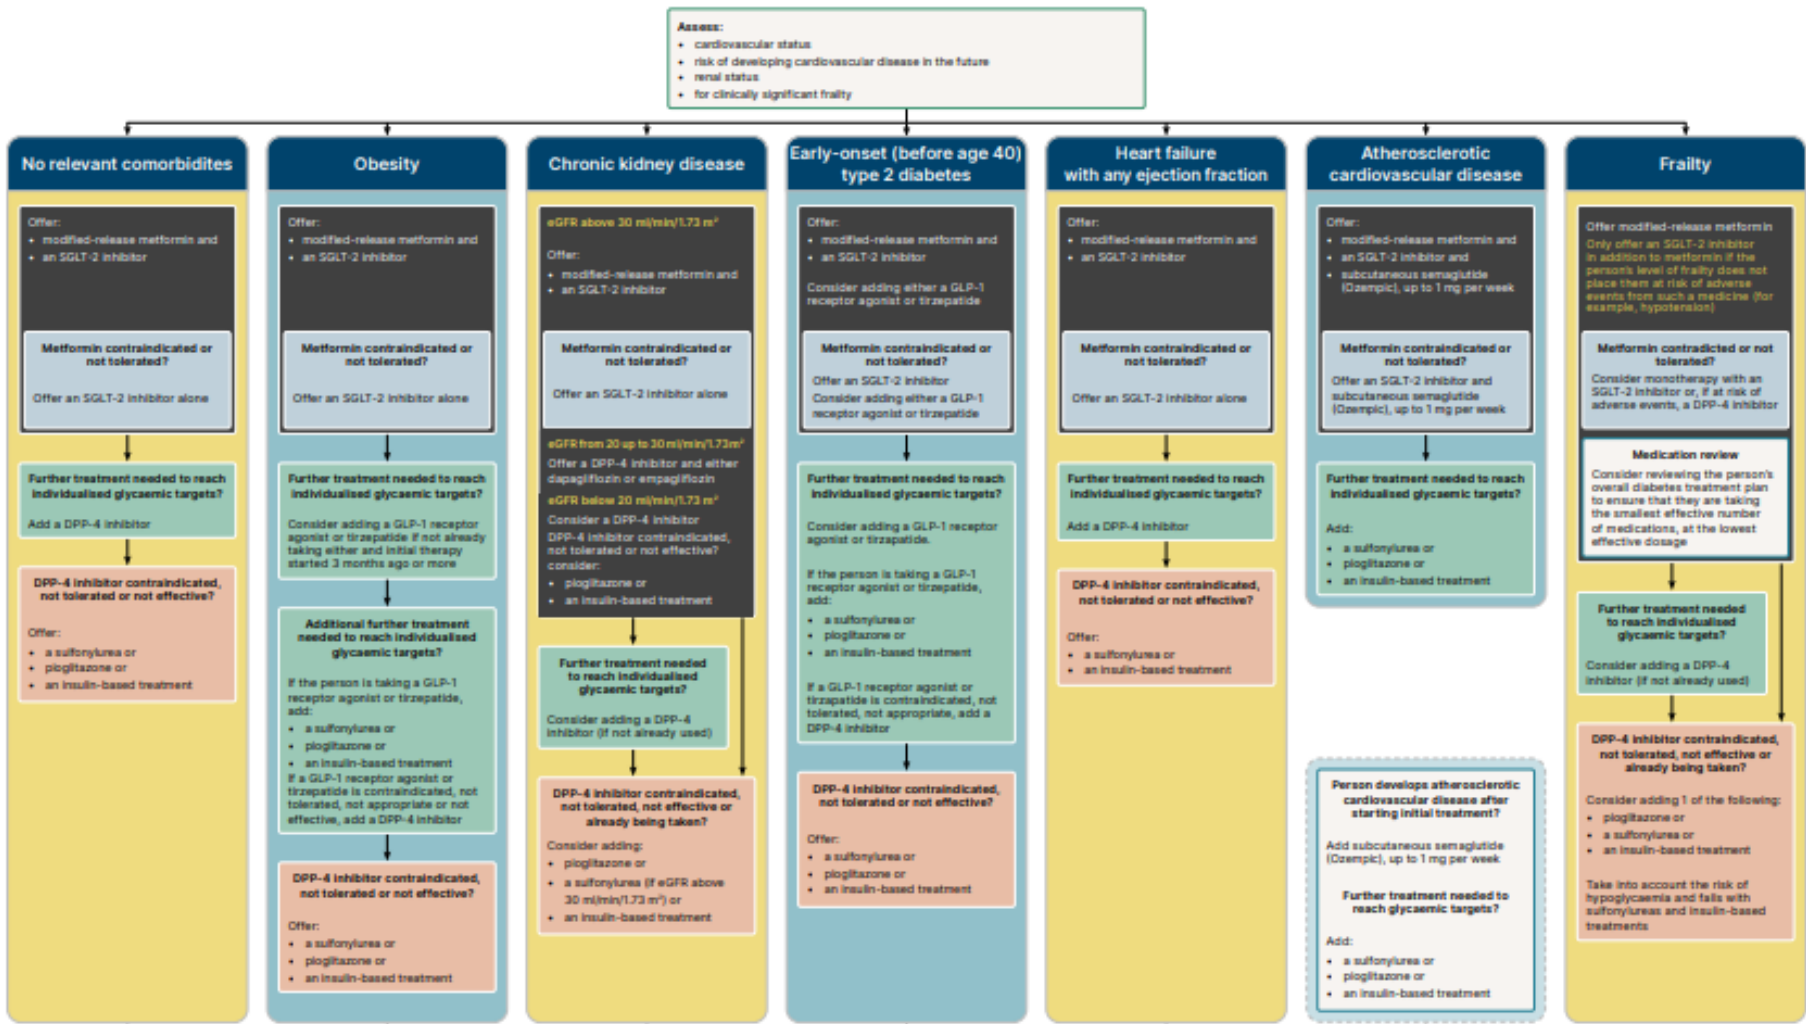 Assess:
• cardiovascular status
• risk of developing cardiovascular disease in the future
• renal status
• for clinically significant frailty
No relevant comorbidites
Offer:
• modified-release metformin and
• an SGLT-2 inhibitor
Metformin contraindicated or
not tolerated?
Offer an SGLT-2 inhibitor alone
Further treatment needed to reach
individualised glycaemic targets?
Add a DPP-4 inhibitor
DPP-4 inhibitor contraindicated,
not tolerated or not effective?
Offer:
• a sulfonylurea or
• pioglitazone or
• an insulin-based treatment
Obesity
Offer:
• modified-release metformin and
• an SGLT-2 inhibitor
Metformin contraindicated or
not tolerated?
Offer an SGLT-2 inhibitor alone
Further treatment needed to reach
individualised glycaemic targets?
Consider adding a GLP-1 receptor
agonist or tirzepatide if not already
taking either and initial therapy
started 3 months ago or more
Additional further treatment
needed to reach individualised
glycaemic targets?
If the person is taking a GLP-1
receptor agonist or tirzepatide,
add:
• a sulfonylurea or
• pioglitazone or
• an insulin-based treatment
If a GLP-1 receptor agonist or
tirzepatide is contraindicated, not
tolerated, not appropriate or not
effective, add a DPP-4 inhibitor
DPP-4 inhibitor contraindicated,
not tolerated or not effective?
Offer:
• a sulfonylurea or
• pioglitazone or
• an insulin-based treatment
Chronic kidney disease
eGFR above 30 ml/min/1.73 m²
Offer:
• modified-release metformin and
• an SGLT-2 inhibitor
Metformin contraindicated or
not tolerated?
Offer an SGLT-2 inhibitor alone
eGFR from 20 up to 30 ml/min/1.73m²
Offer a DPP-4 inhibitor and either
dapagliflozin or empagliflozin
eGFR below 20 ml/min/1.73 m²
Consider a DPP-4 inhibitor
DPP-4 inhibitor contraindicated,
not tolerated or not effective?
consider:
• pioglitazone or
• an insulin-based treatment
Further treatment needed
to reach individualised
glycaemic targets?
Consider adding a DPP-4
inhibitor (if not already used)
DPP-4 inhibitor contraindicated,
not tolerated, not effective or
already being taken?
Consider adding:
• pioglitazone or
• a sulfonylurea (if eGFR above
30 ml/min/1.73 m²) or
• an insulin-based treatment
Early-onset (before age 40)
type 2 diabetes
Offer:
• modified-release metformin and
• an SGLT-2 inhibitor
Consider adding either a GLP-1
receptor agonist or tirzepatide
Metformin contraindicated or
not tolerated?
Offer an SGLT-2 inhibitor
Consider adding either a GLP-1
receptor agonist or tirzepatide
Further treatment needed to reach
individualised glycaemic targets?
Consider adding a GLP-1 receptor
agonist or tirzapatide.
If the person is taking a GLP-1
receptor agonist or tirzepatide,
add:
• a sulfonylurea or
• pioglitazone or
• an insulin-based treatment
If a GLP-1 receptor agonist or
tirzapatide is contraindicated, not
tolerated, not appropriate, add a
DPP-4 inhibitor
DPP-4 inhibitor contraindicated,
not tolerated or not effective?
Offer:
• a sulfonylurea or
• pioglitazone or
• an insulin-based treatment
Heart failure
with any ejection fraction
Offer:
• modified-release metformin and
• an SGLT-2 inhibitor
Metformin contraindicated or
not tolerated?
Offer an SGLT-2 inhibitor alone
Further treatment needed to reach
individualised glycaemic targets?
Add a DPP-4 inhibitor
DPP-4 inhibitor contraindicated,
not tolerated or not effective?
Offer:
• a sulfonylurea or
• an insulin-based treatment
Atherosclerotic
cardiovascular disease
Offer:
• modified-release metformin and
• an SGLT-2 inhibitor and
• subcutaneous semaglutide
(Ozempic), up to 1 mg per week
Metformin contraindicated or
not tolerated?
Offer an SGLT-2 inhibitor and
subcutaneous semaglutide
(Ozempic), up to 1 mg per week
Further treatment needed to reach
individualised glycaemic targets?
Add:
• a sulfonylurea or
• pioglitazone or
• an insulin-based treatment
Person develops atherosclerotic
cardiovascular disease after
starting initial treatment?
Add subcutaneous semaglutide
(Ozempic), up to 1 mg per week
Further treatment needed to
reach glycaemic targets?
Add:
• a sulfonylurea or
• pioglitazone or
• an insulin-based treatment
Frailty
Offer modified-release metformin
Only offer an SGLT-2 inhibitor
in addition to metformin if the
person's level of frailty does not
place them at risk of adverse
events from such a medicine (for
example, hypotension)
Metformin contradicted or not
tolerated?
Consider monotherapy with an
SGLT-2 inhibitor or, if at risk of
adverse events, a DPP-4 inhibitor
Medication review
Consider reviewing the person's
overall diabetes treatment plan
to ensure that they are taking
the smallest effective number
of medications, at the lowest
effective dosage
Further treatment needed
to reach individualised
glycaemic targets?
Consider adding a DPP-4
inhibitor (if not already used)
DPP-4 inhibitor contraindicated,
not tolerated, not effective or
already being taken?
Consider adding 1 of the following:
• pioglitazone or
• a sulfonylurea or
• an insulin-based treatment
Take into account the risk of
hypoglycaemia and falls with
sulfonylureas and insulin-based
treatments